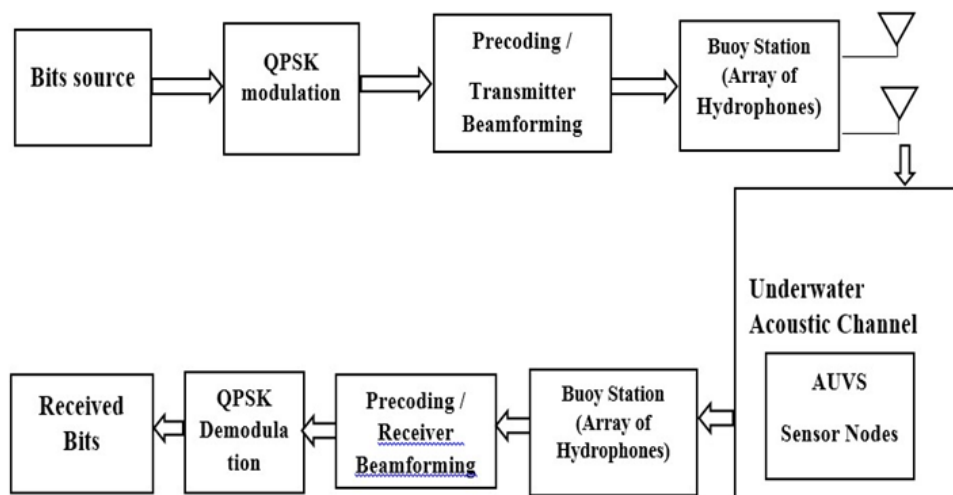 Bits source
QPSK
modulation
Precoding /
Transmitter
Beamforming
Buoy Station
(Array of
Hydrophones)
Underwater
Acoustic Channel
AUVS
Sensor Nodes
Buoy Station
(Array of
Hydrophones)
Precoding /
Receiver
Beamforming
QPSK
Demodula
tion
Received
Bits